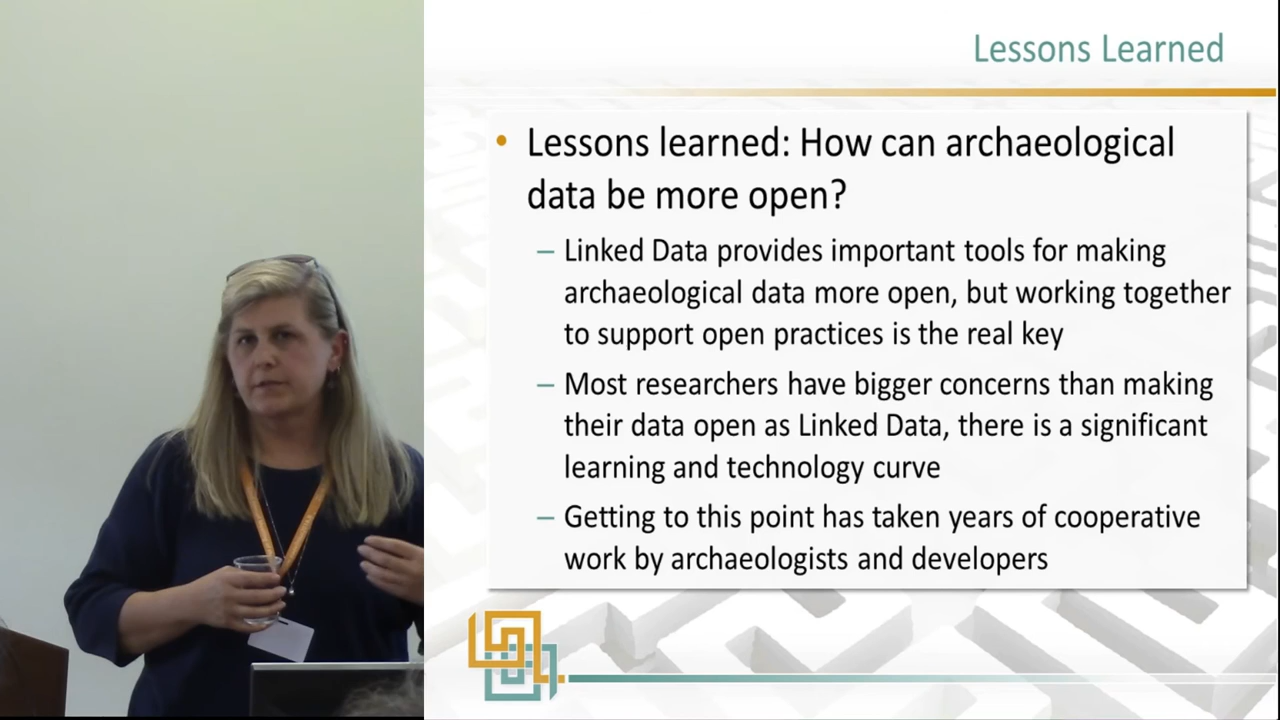 Lessons Learned
• Lessons learned: How can archaeological
data be more open?
– Linked Data provides important tools for making
archaeological data more open, but working together
to support open practices is the real key
– Most researchers have bigger concerns than making
their data open as Linked Data, there is a significant
learning and technology curve
– Getting to this point has taken years of cooperative
work by archaeologists and developers